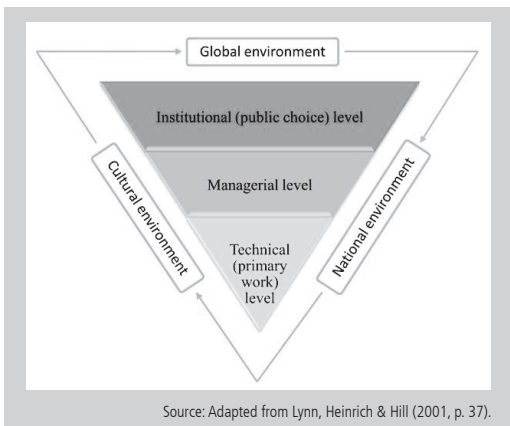 Global environment
Institutional (public choice) level
Cultural environment
Managerial level
National environment
Technical
(primary
work)
level
Source: Adapted from Lynn, Heinrich & Hill (2001, p. 37).